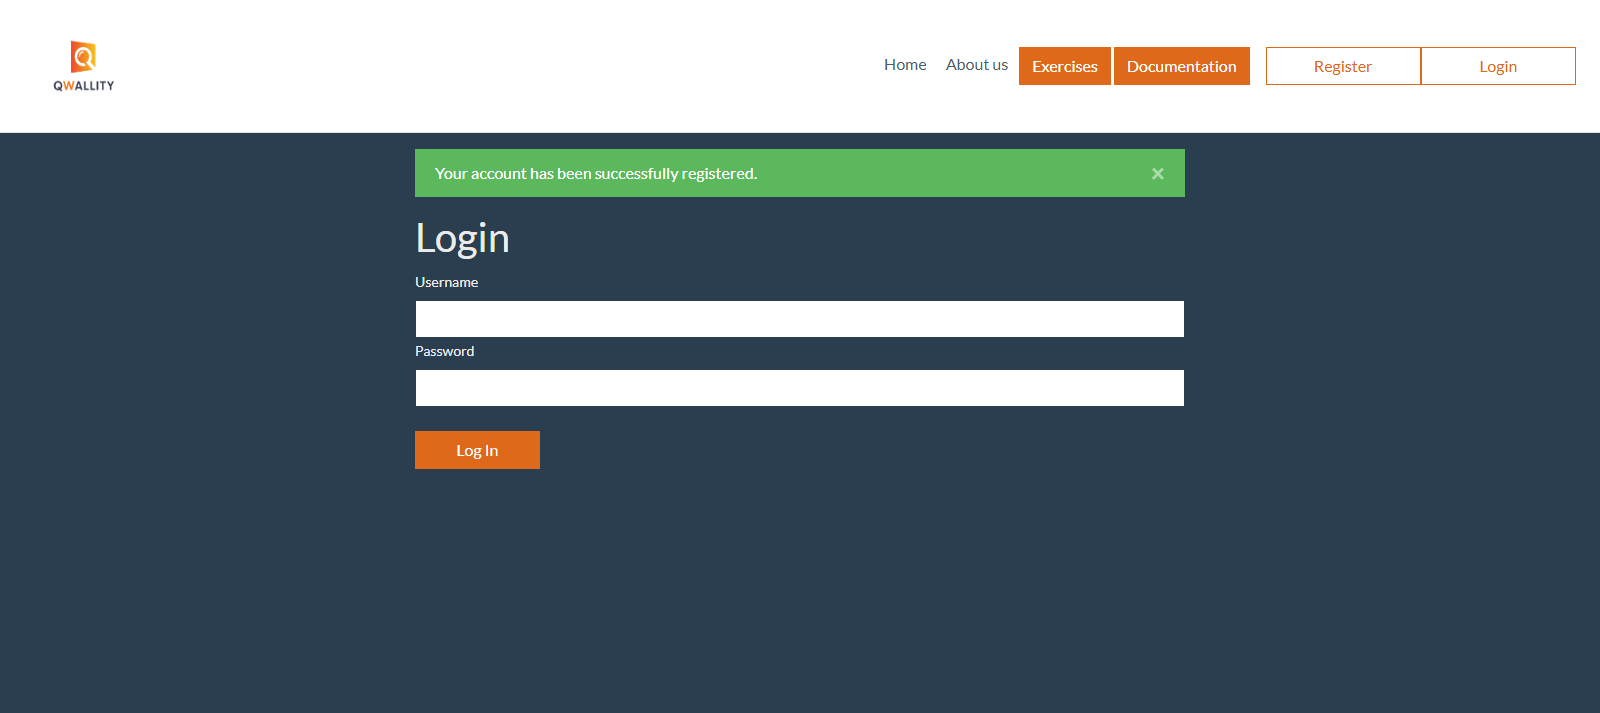 QWALLITY
Home About us Exercises Documentation Register Login
Your account has been successfully registered. ×
Login
Username
Password
Log In